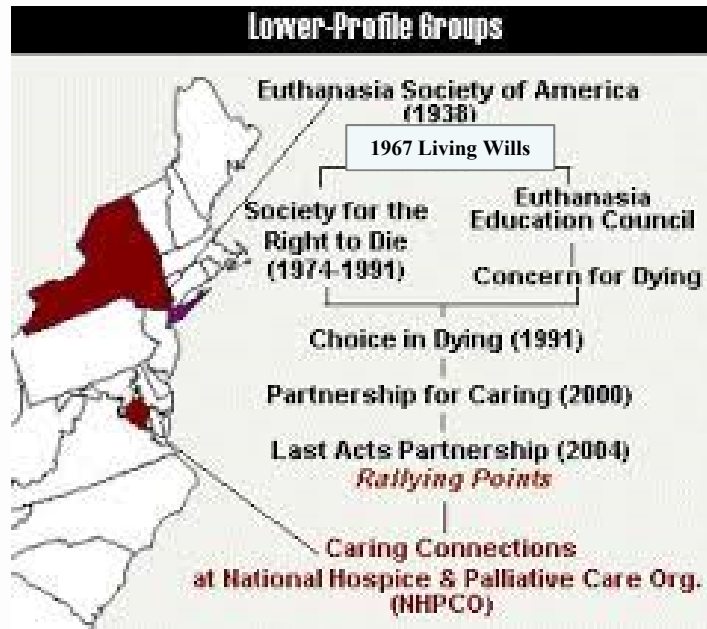 Lower-Profile Groups
Euthanasia Society of America
(1938)
1967 Living Wills
Society for the
Right to Die
(1974-1991)
Euthanasia
Education Council
Concern for Dying
Choice in Dying (1991)
Partnership for Caring (2000)
Last Acts Partnership (2004)
Rallying Points
Caring Connections
at National Hospice & Palliative Care Org.
(NHPCO)